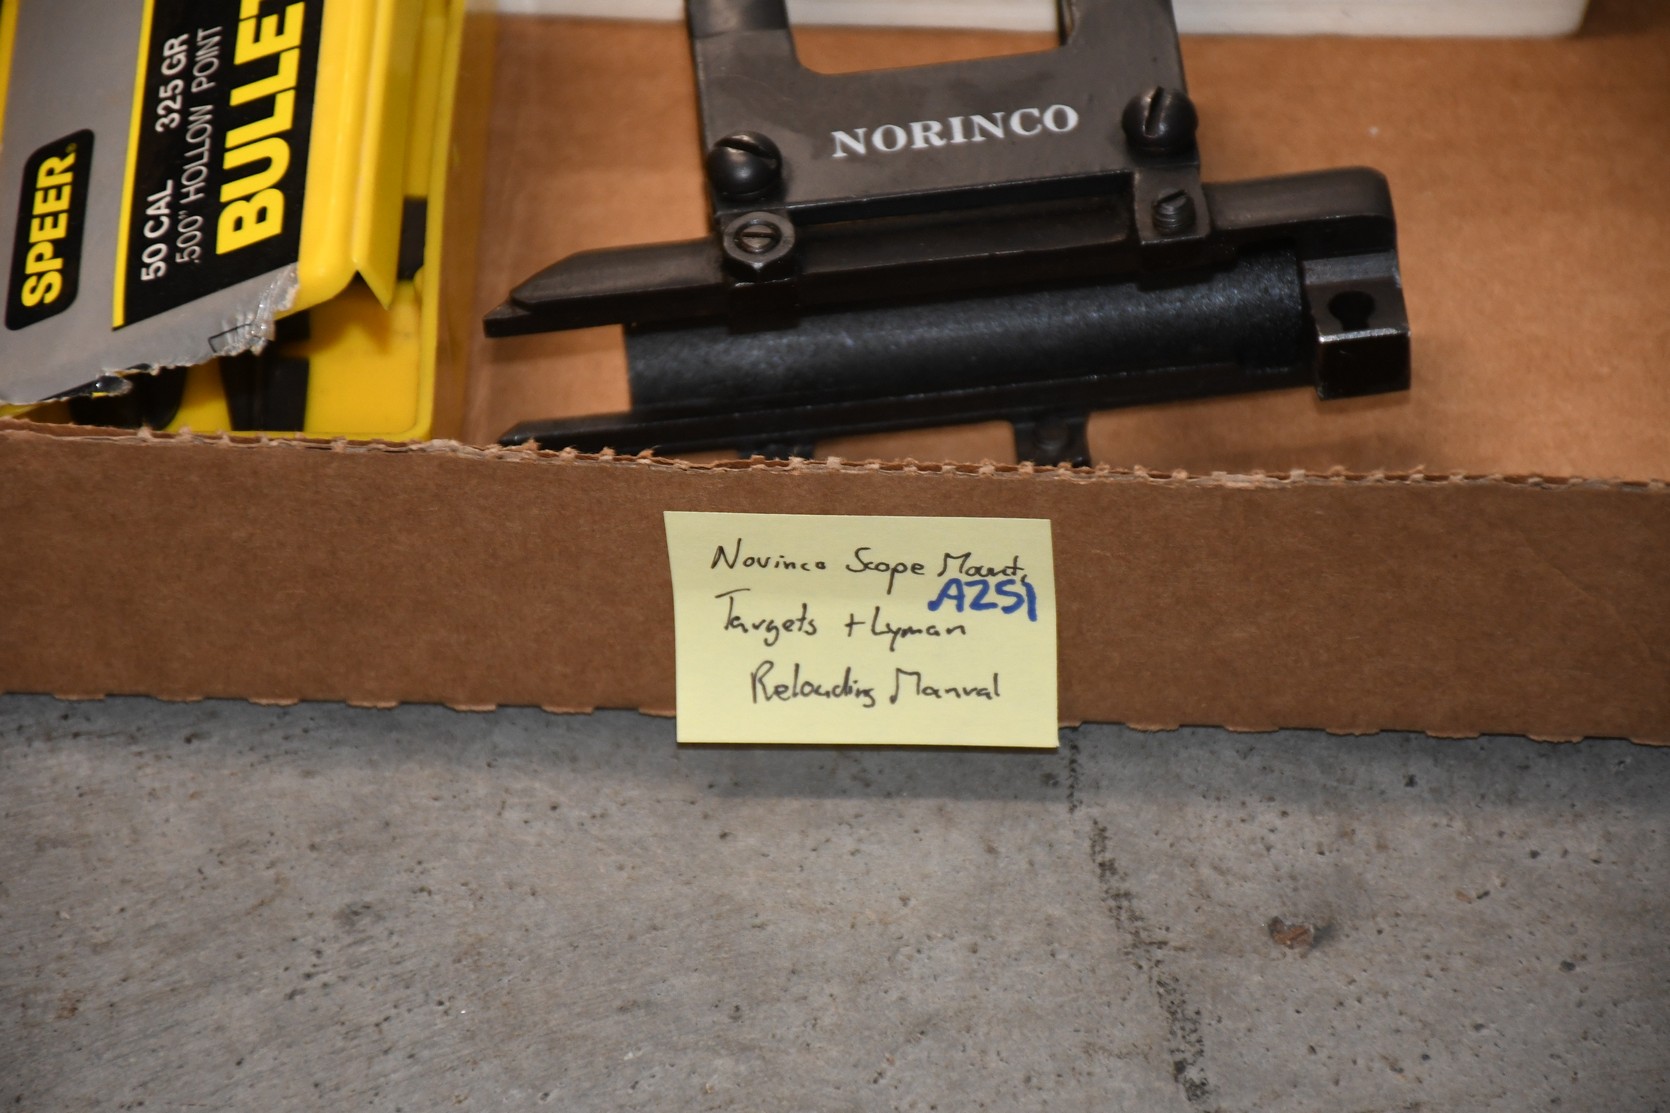 SPEER
50 CAL 325 GR
.500" HOLLOW POINT
BULLET
NORINCO
Norinco Scope Mount,
A251
Targets + Lyman
Reloading Manual